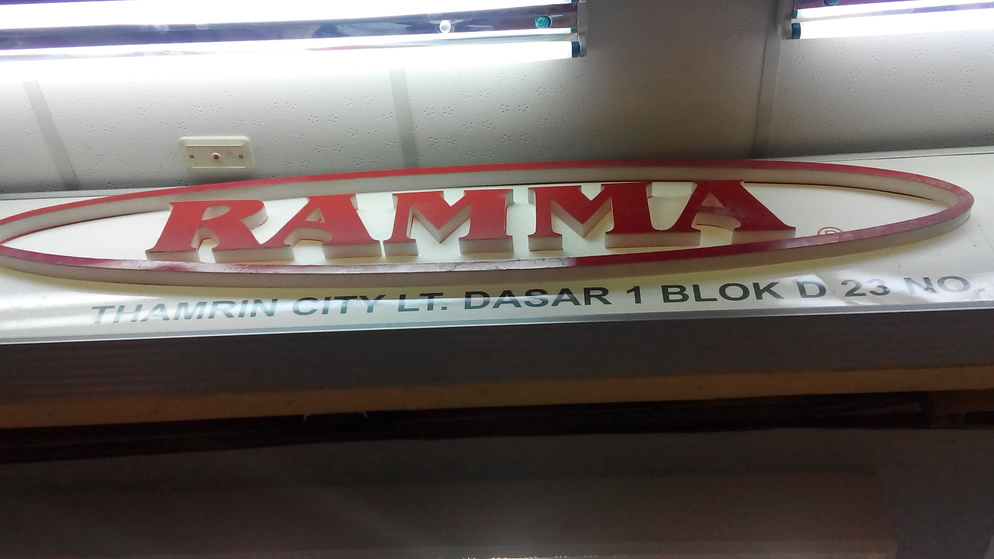 RAMMA ®
THAMRIN CITY LT. DASAR 1 BLOK D 23 NO